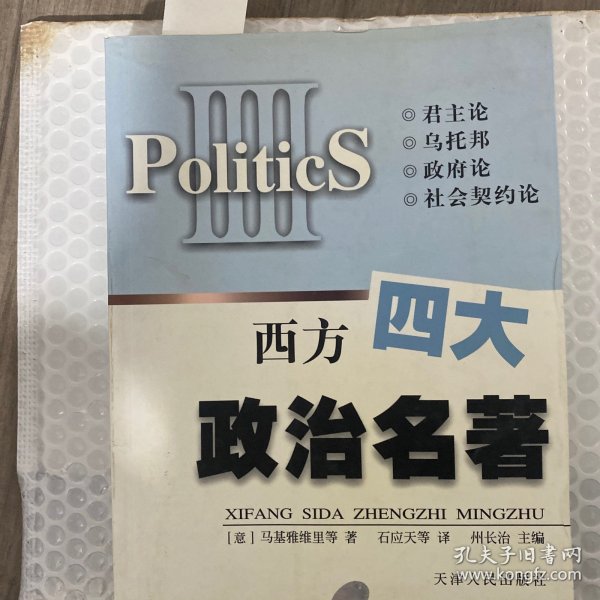 PoliticS
◎君主论
◎乌托邦
◎政府论
◎社会契约论
西方四大
政治名著
XIFANG SIDA ZHENGZHI MINGZHU
[意]马基雅维里等 著 石应天等 译 州长治 主编
天津人民出版社
孔夫子旧书网
www.kongfz.com